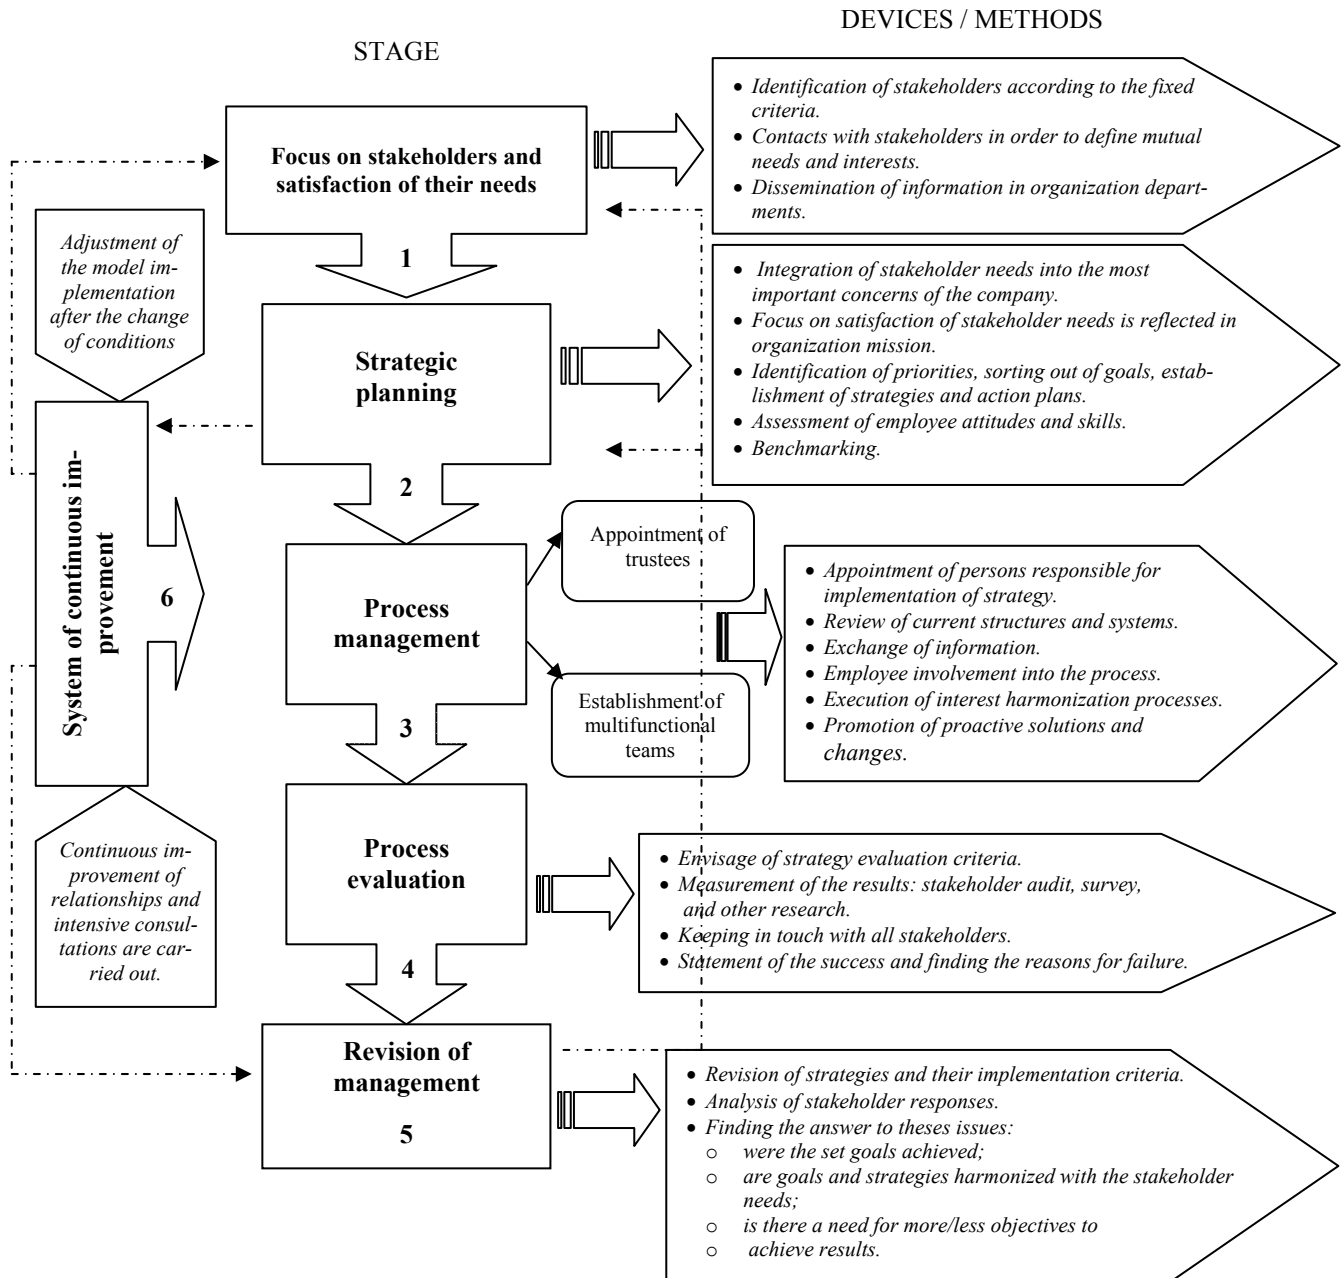 DEVICES / METHODS
STAGE
Focus on stakeholders and
satisfaction of their needs
1
• Identification of stakeholders according to the fixed
criteria.
• Contacts with stakeholders in order to define mutual
needs and interests.
• Dissemination of information in organization depart-
ments.
Adjustment of
the model im-
plementation
after the change
of conditions
Strategic
planning
2
• Integration of stakeholder needs into the most
important concerns of the company.
• Focus on satisfaction of stakeholder needs is reflected in
organization mission.
• Identification of priorities, sorting out of goals, estab-
lishment of strategies and action plans.
• Assessment of employee attitudes and skills.
• Benchmarking.
System of continuous im-
provement
6
Process
management
3
Appointment of
trustees
Establishment of
multifunctional
teams
• Appointment of persons responsible for
implementation of strategy.
• Review of current structures and systems.
• Exchange of information.
• Employee involvement into the process.
• Execution of interest harmonization processes.
• Promotion of proactive solutions and
changes.
Continuous im-
provement of
relationships and
intensive consul-
tations are car-
ried out.
Process
evaluation
4
• Envisage of strategy evaluation criteria.
• Measurement of the results: stakeholder audit, survey,
and other research.
• Keeping in touch with all stakeholders.
• Statement of the success and finding the reasons for failure.
Revision of
management
5
• Revision of strategies and their implementation criteria.
• Analysis of stakeholder responses.
• Finding the answer to theses issues:
o were the set goals achieved;
o are goals and strategies harmonized with the stakeholder
needs;
o is there a need for more/less objectives to
o achieve results.